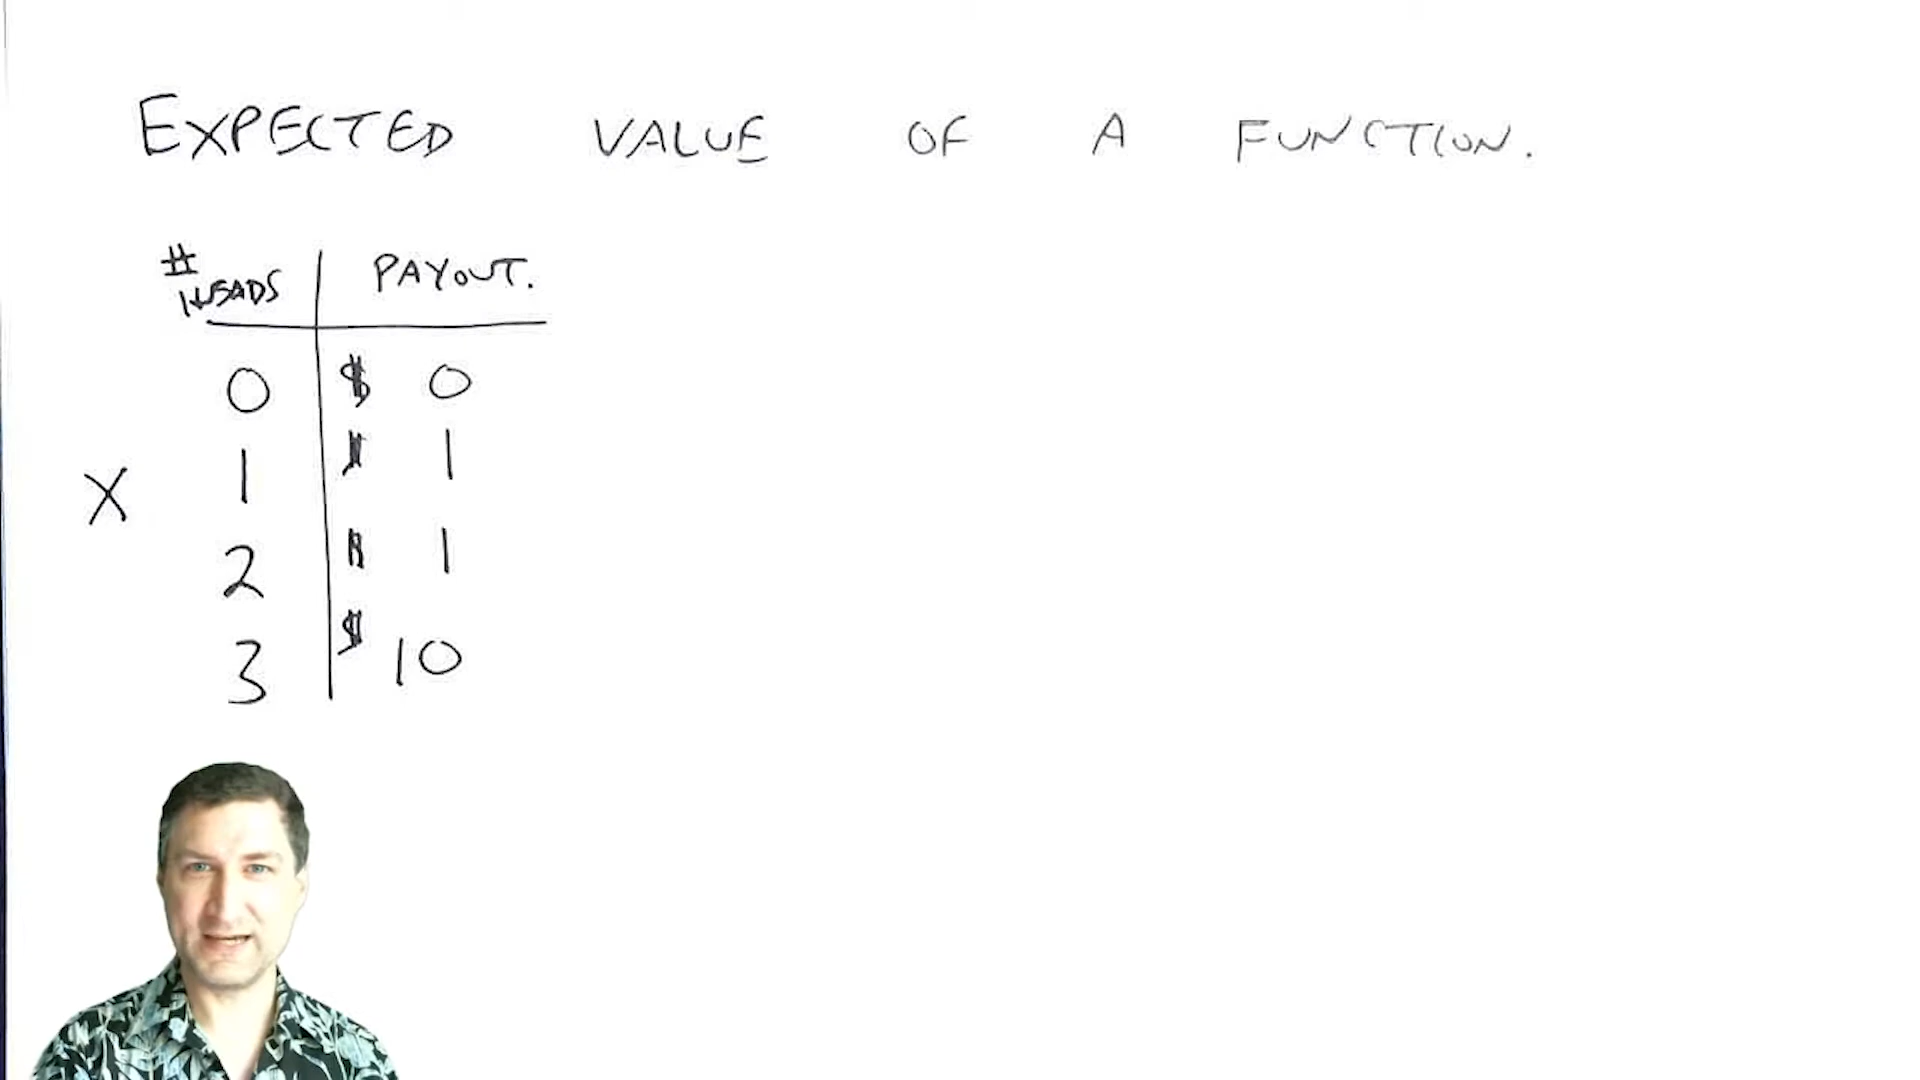 EXPECTED VALUE OF A FUNCTION.
# HEADS PAYOUT.
0 $ 0
1 $ 1
X
2 $ 1
3 $ 10